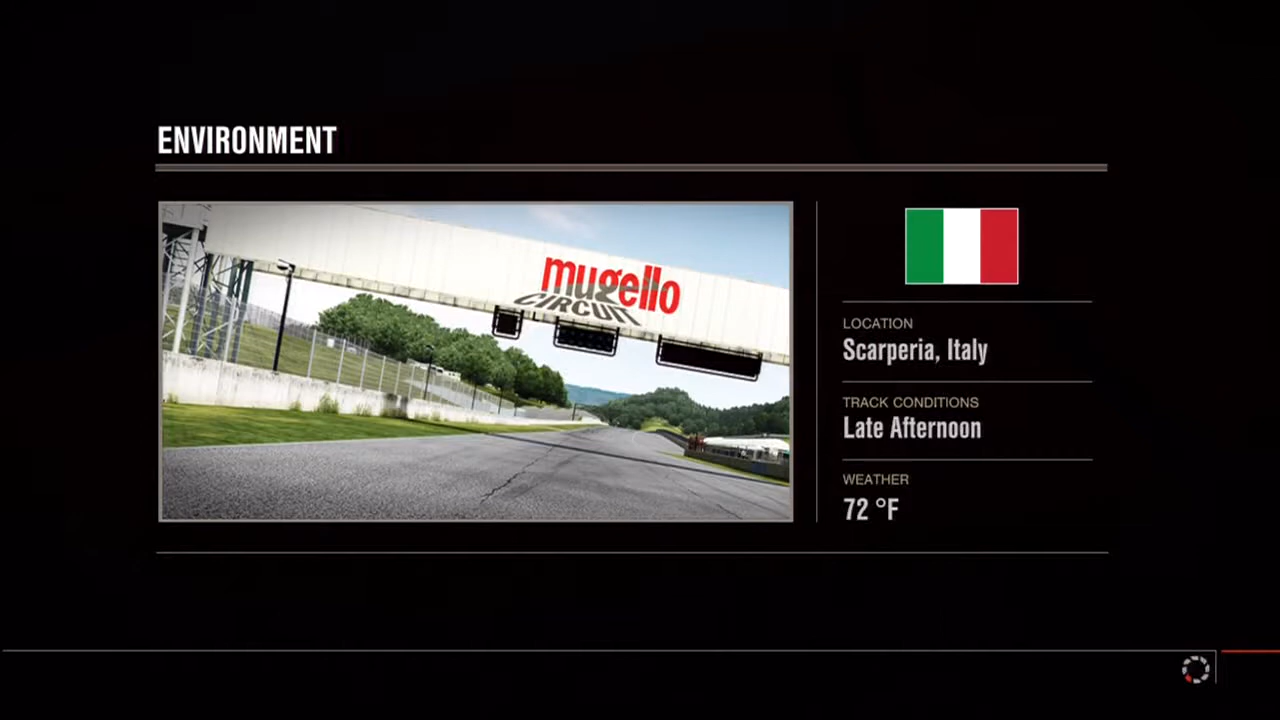 ENVIRONMENT
mugello
CIRCUIT
LOCATION
Scarperia, Italy
TRACK CONDITIONS
Late Afternoon
WEATHER
72 °F